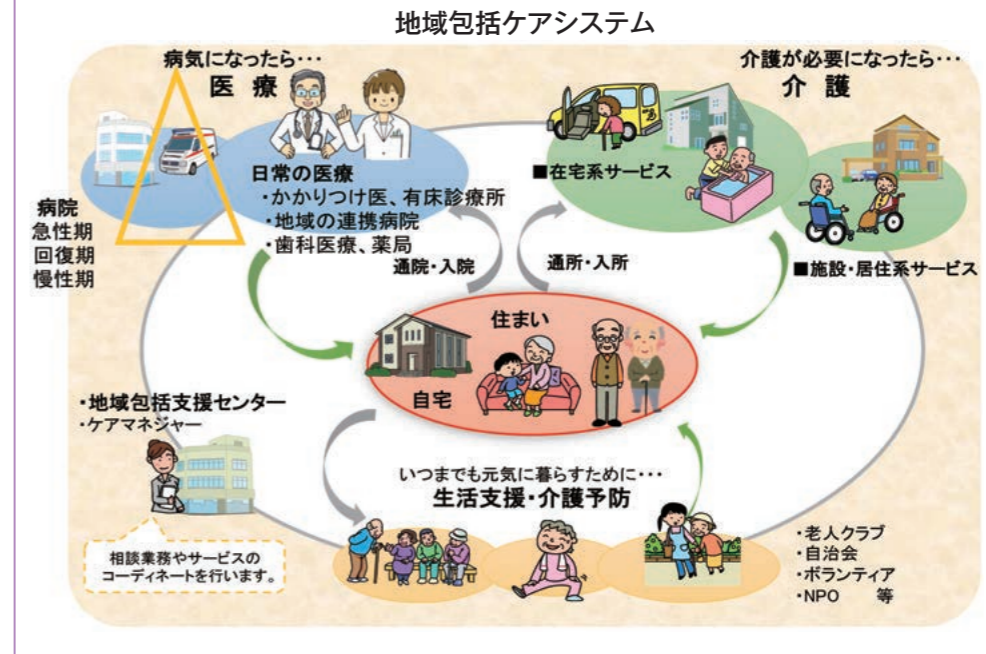 地域包括ケアシステム
病気になったら･･･
医 療
介護が必要になったら･･･
介 護
日常の医療
・かかりつけ医、有床診療所
・地域の連携病院
・歯科医療、薬局
病院
急性期
回復期
慢性期
■在宅系サービス
■施設・居住系サービス
通院・入院
通所・入所
住まい
自宅
・地域包括支援センター
・ケアマネジャー
相談業務やサービスの
コーディネートを行います。
いつまでも元気に暮らすために･･･
生活支援・介護予防
・老人クラブ
・自治会
・ボランティア
・NPO 等